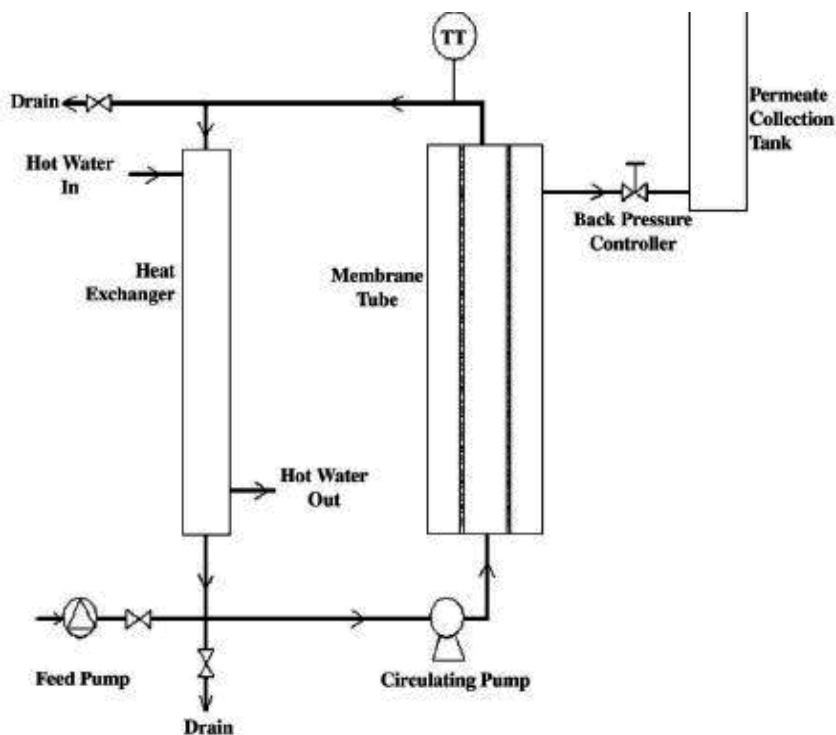 TT
Drain
Permeate
Collection
Tank
Hot Water
In
Back Pressure
Controller
Heat
Exchanger
Membrane
Tube
Hot Water
Out
Feed Pump
Circulating Pump
Drain